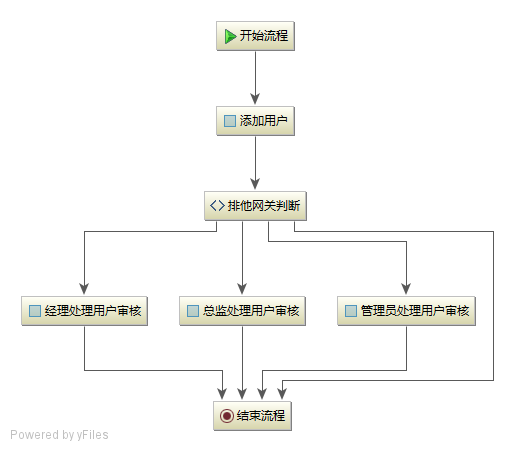 开始流程
添加用户
排他网关判断
经理处理用户审核
总监处理用户审核
管理员处理用户审核
结束流程
Powered by yFiles